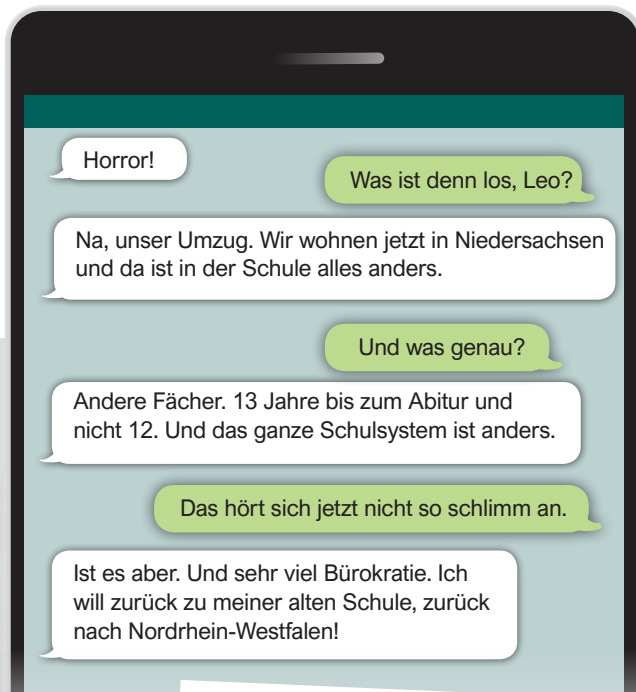 Horror!
Was ist denn los, Leo?
Na, unser Umzug. Wir wohnen jetzt in Niedersachsen
und da ist in der Schule alles anders.
Und was genau?
Andere Fächer. 13 Jahre bis zum Abitur und
nicht 12. Und das ganze Schulsystem ist anders.
Das hört sich jetzt nicht so schlimm an.
Ist es aber. Und sehr viel Bürokratie. Ich
will zurück zu meiner alten Schule, zurück
nach Nordrhein-Westfalen!